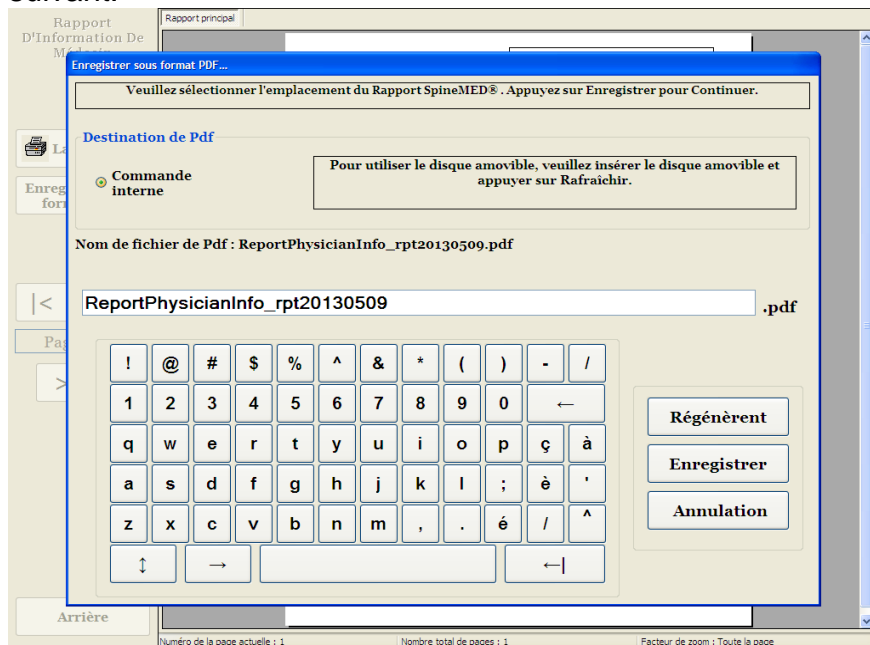 Rapport
D'Information De
Rapport principal
Enregistrer sous format PDF...
Veuillez sélectionner l'emplacement du Rapport SpineMED® . Appuyez sur Enregistrer pour Continuer.
Destination de Pdf
Commande
interne
Pour utiliser le disque amovible, veuillez insérer le disque amovible et
appuyer sur Rafraîchir.
Nom de fichier de Pdf : ReportPhysicianInfo_rpt20130509.pdf
ReportPhysicianInfo_rpt20130509 .pdf
|<
>
! @ # $ % ^ & * ( ) - /
1 2 3 4 5 6 7 8 9 0 ←
q w e r t y u i o p ç à
a s d f g h j k l ; è '
z x c v b n m , . é / ^
↕ → ←|
Régénèrent
Enregistrer
Annulation
Arrière
Numéro de la page actuelle : 1 Nombre total de pages : 1 Facteur de zoom : Toute la page